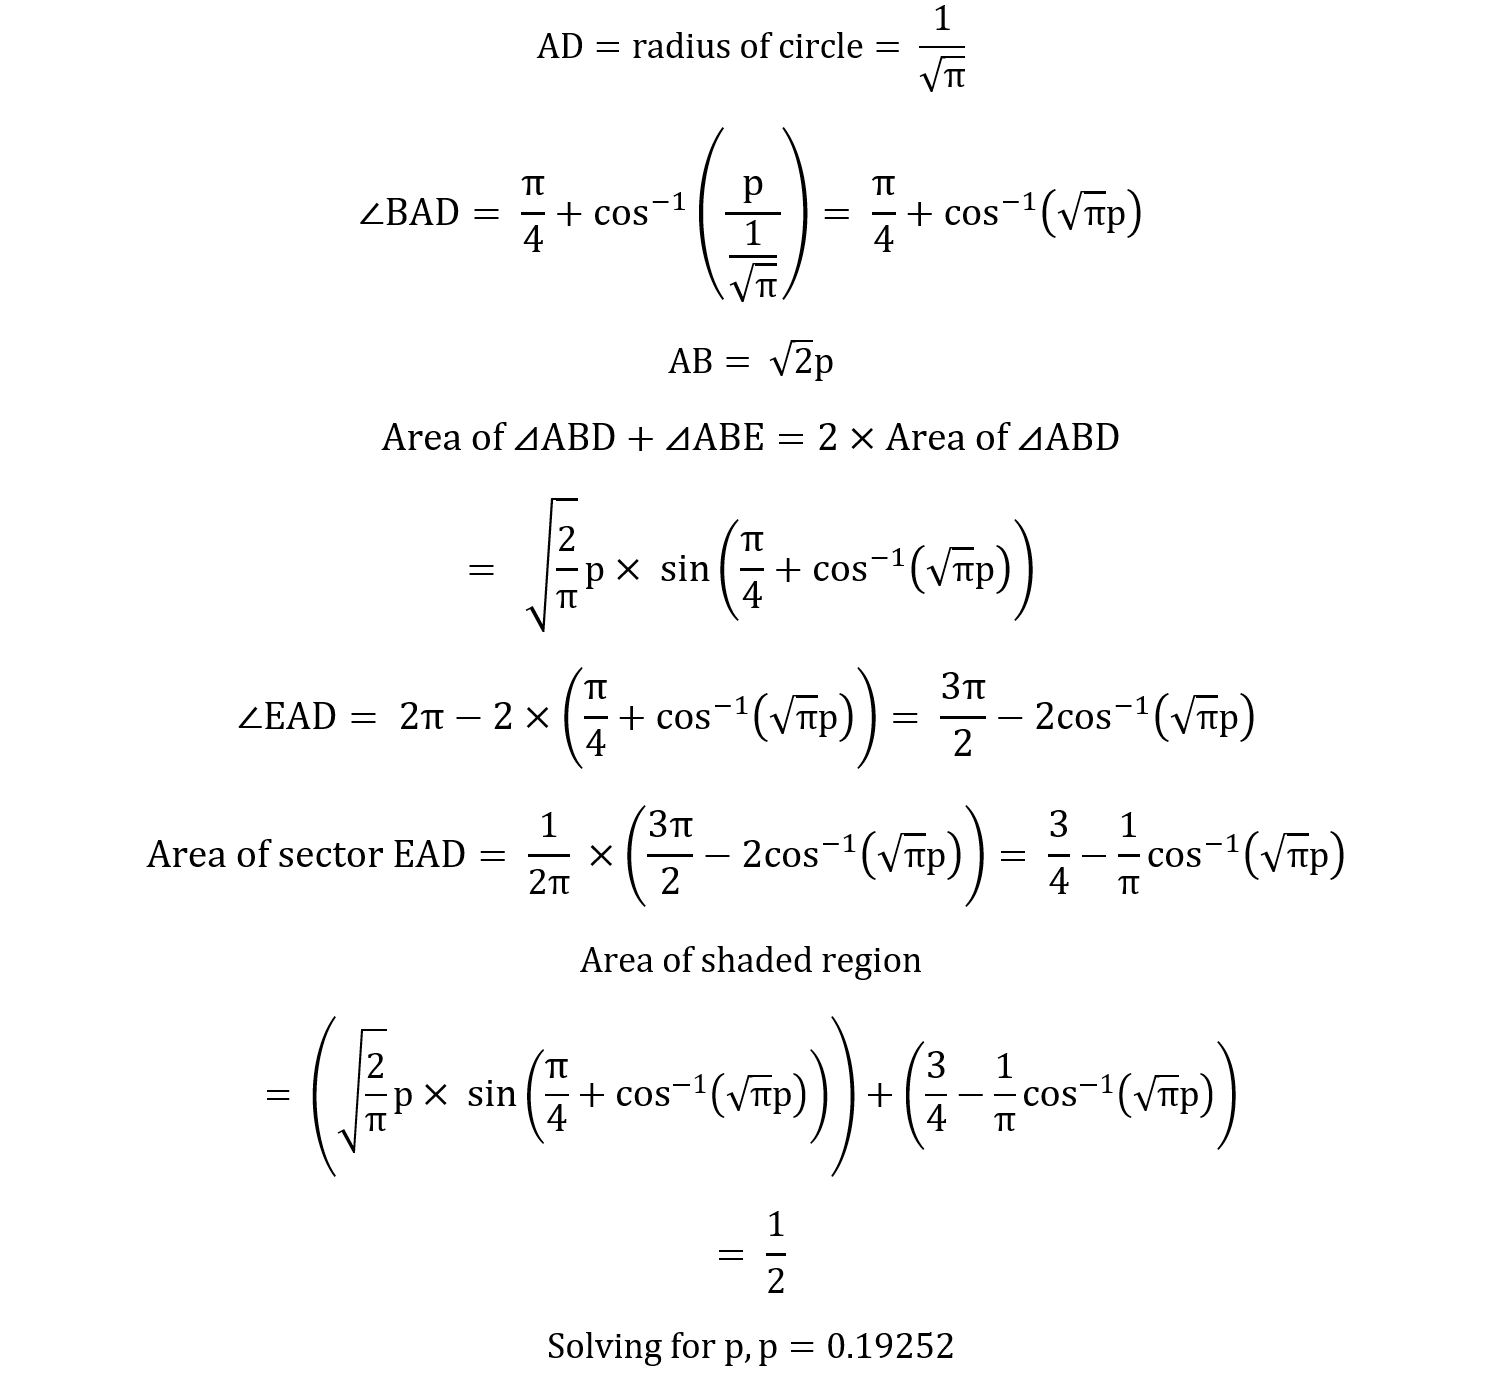 AD = radius of circle = 1/√π
∠BAD = π/4 + cos⁻¹(p/(1/√π)) = π/4 + cos⁻¹(√πp)
AB = √2p
Area of ⊿ABD + ⊿ABE = 2 × Area of ⊿ABD
= √(2/π)p × sin(π/4 + cos⁻¹(√πp))
∠EAD = 2π − 2 × (π/4 + cos⁻¹(√πp)) = 3π/2 − 2cos⁻¹(√πp)
Area of sector EAD = 1/2π × (3π/2 − 2cos⁻¹(√πp)) = 3/4 − 1/π cos⁻¹(√πp)
Area of shaded region
= (√(2/π)p × sin(π/4 + cos⁻¹(√πp))) + (3/4 − 1/π cos⁻¹(√πp))
= 1/2
Solving for p, p = 0.19252